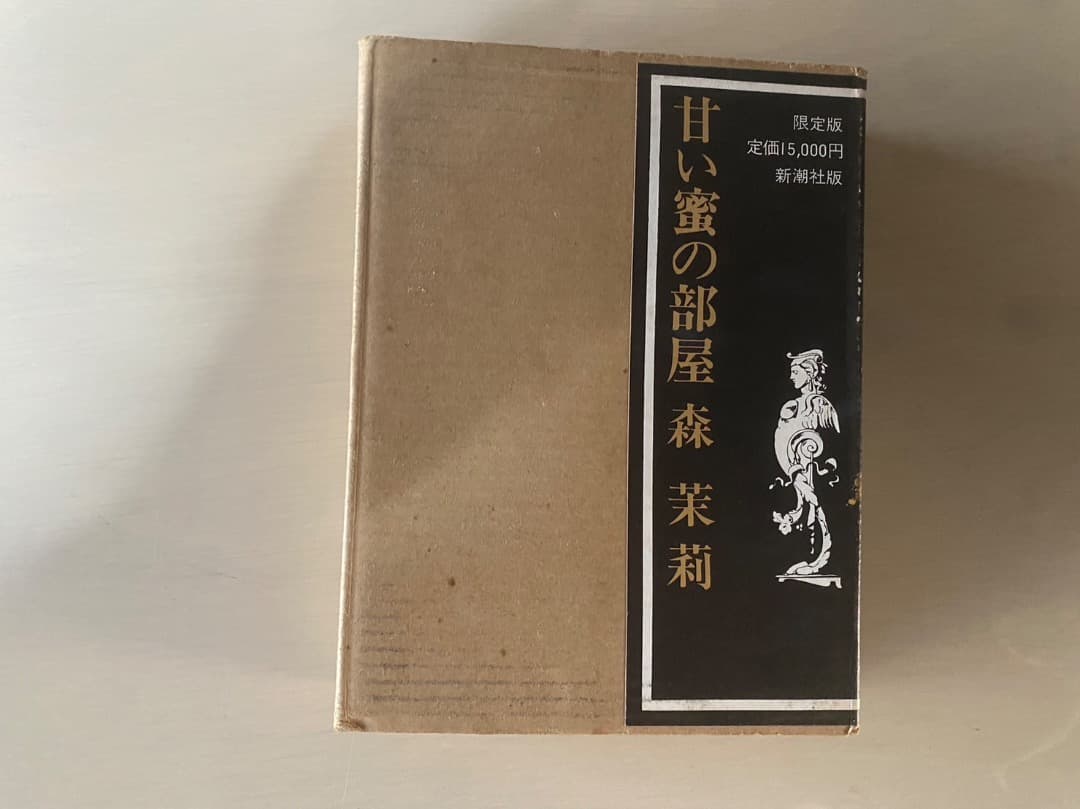 甘い蜜の部屋 森 茉莉
限定版
定価15,000円
新潮社版